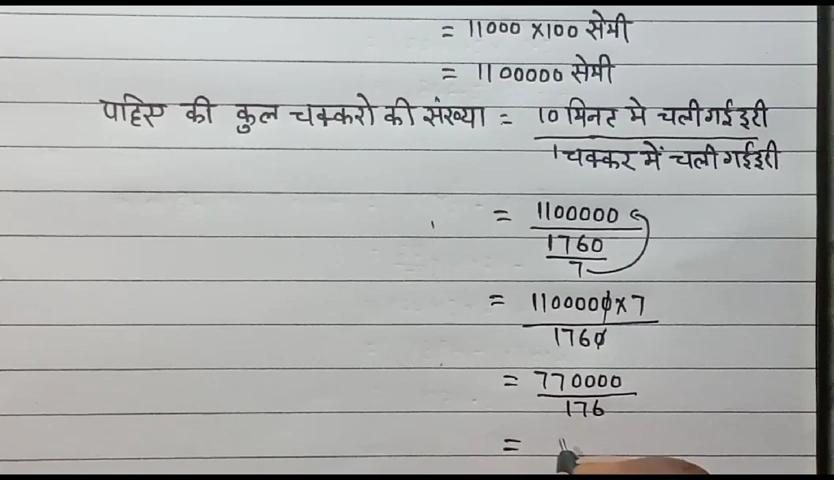 = 11000 × 100 सेमी
= 1100000 सेमी
पहिए की कुल चक्करो की संख्या = 10 मिनट मे चली गई दूरी
1 चक्कर में चली गई दूरी
= 1100000
1760
7
= 1100000 × 7
1760
= 770000
176
=